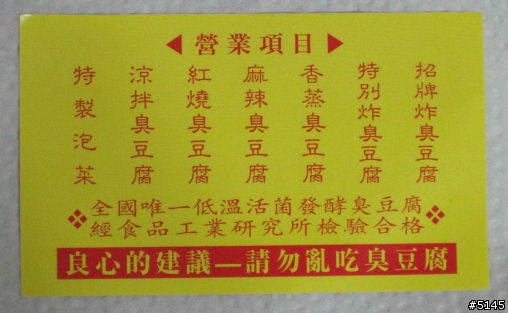 營業項目
招牌炸臭豆腐
特別炸臭豆腐
香蒸臭豆腐
麻辣臭豆腐
紅燒臭豆腐
涼拌臭豆腐
特製泡菜
全國唯一低溫活菌發酵臭豆腐
經食品工業研究所檢驗合格
良心的建議—請勿亂吃臭豆腐
#5145